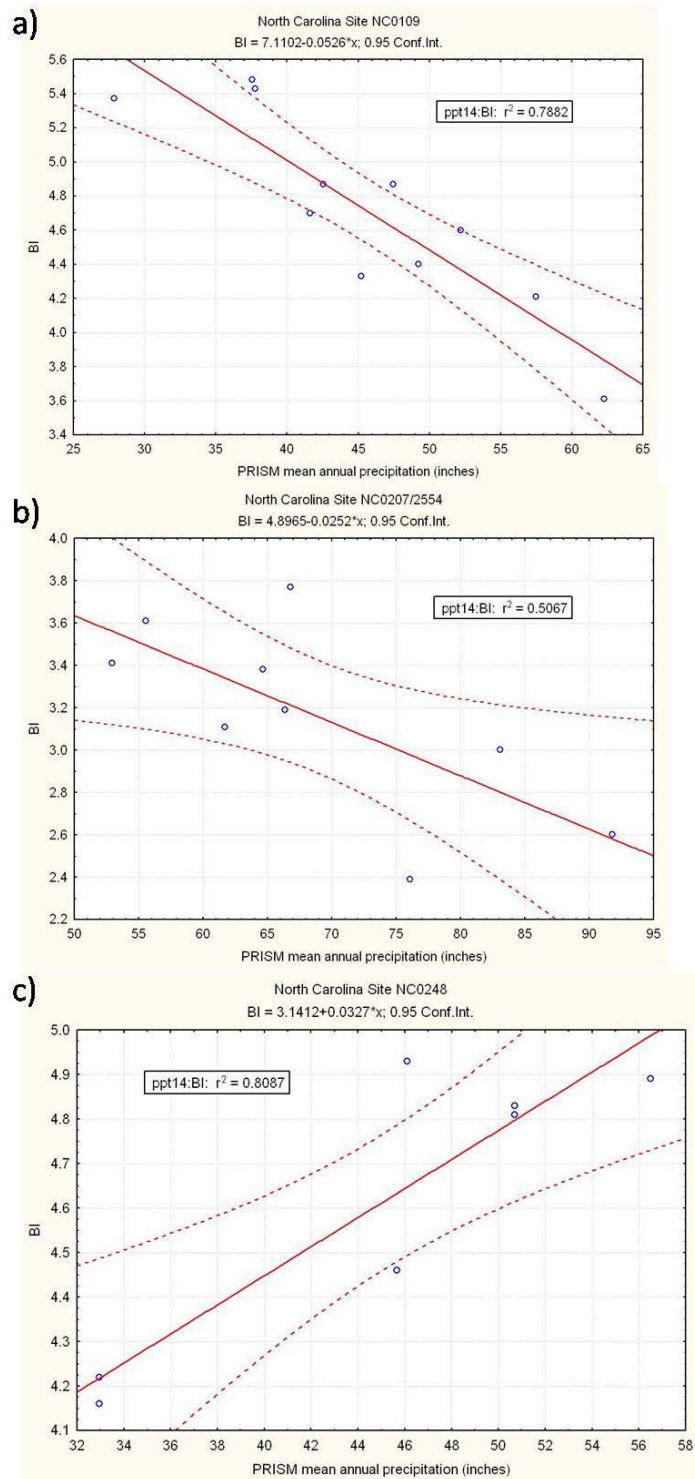 a)
North Carolina Site NC0109
BI = 7.1102-0.0526*x; 0.95 Conf.Int.
5.6
5.4
5.2
5.0
4.8
4.6
4.4
4.2
4.0
3.8
3.6
3.4
BI
ppt14:BI: r² = 0.7882
25 30 35 40 45 50 55 60 65
PRISM mean annual precipitation (inches)
b)
North Carolina Site NC0207/2554
BI = 4.8965-0.0252*x; 0.95 Conf.Int.
4.0
3.8
3.6
3.4
3.2
3.0
2.8
2.6
2.4
2.2
BI
ppt14:BI: r² = 0.5067
50 55 60 65 70 75 80 85 90 95
PRISM mean annual precipitation (inches)
c)
North Carolina Site NC0248
BI = 3.1412+0.0327*x; 0.95 Conf.Int.
5.0
4.9
4.8
4.7
4.6
4.5
4.4
4.3
4.2
4.1
BI
ppt14:BI: r² = 0.8087
32 34 36 38 40 42 44 46 48 50 52 54 56 58
PRISM mean annual precipitation (inches)